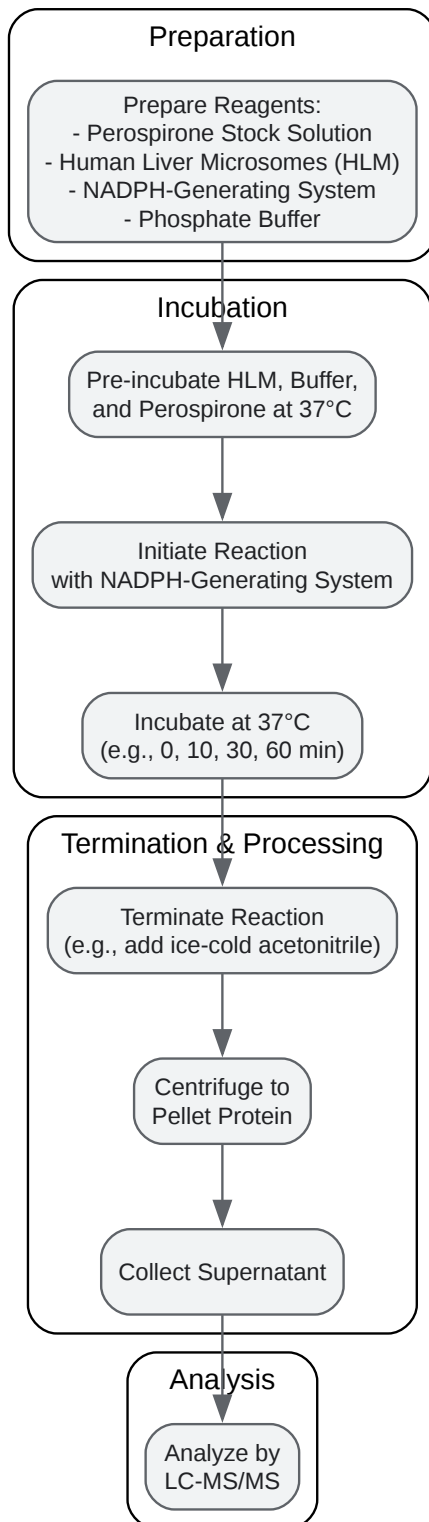 Preparation
Prepare Reagents:
- Perospirone Stock Solution
- Human Liver Microsomes (HLM)
- NADPH-Generating System
- Phosphate Buffer
Incubation
Pre-incubate HLM, Buffer,
and Perospirone at 37°C
Initiate Reaction
with NADPH-Generating System
Incubate at 37°C
(e.g., 0, 10, 30, 60 min)
Termination & Processing
Terminate Reaction
(e.g., add ice-cold acetonitrile)
Centrifuge to
Pellet Protein
Collect Supernatant
Analysis
Analyze by
LC-MS/MS